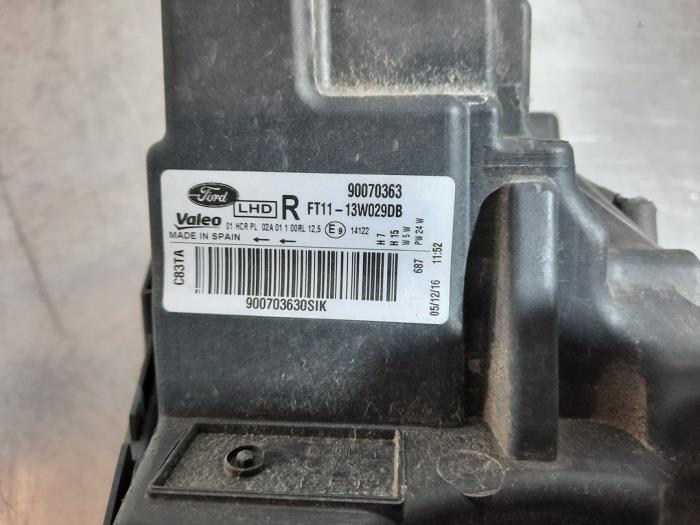 Ford
90070363
LHD R FT11-13W029DB
Valeo
01 HCR PL 02A 01 1 00RL 12,5 E9 14122
MADE IN SPAIN
H 7
H 15
W 5 W
PW 24 W
C83TA
687
11:52
05/12/16
900703630SIK